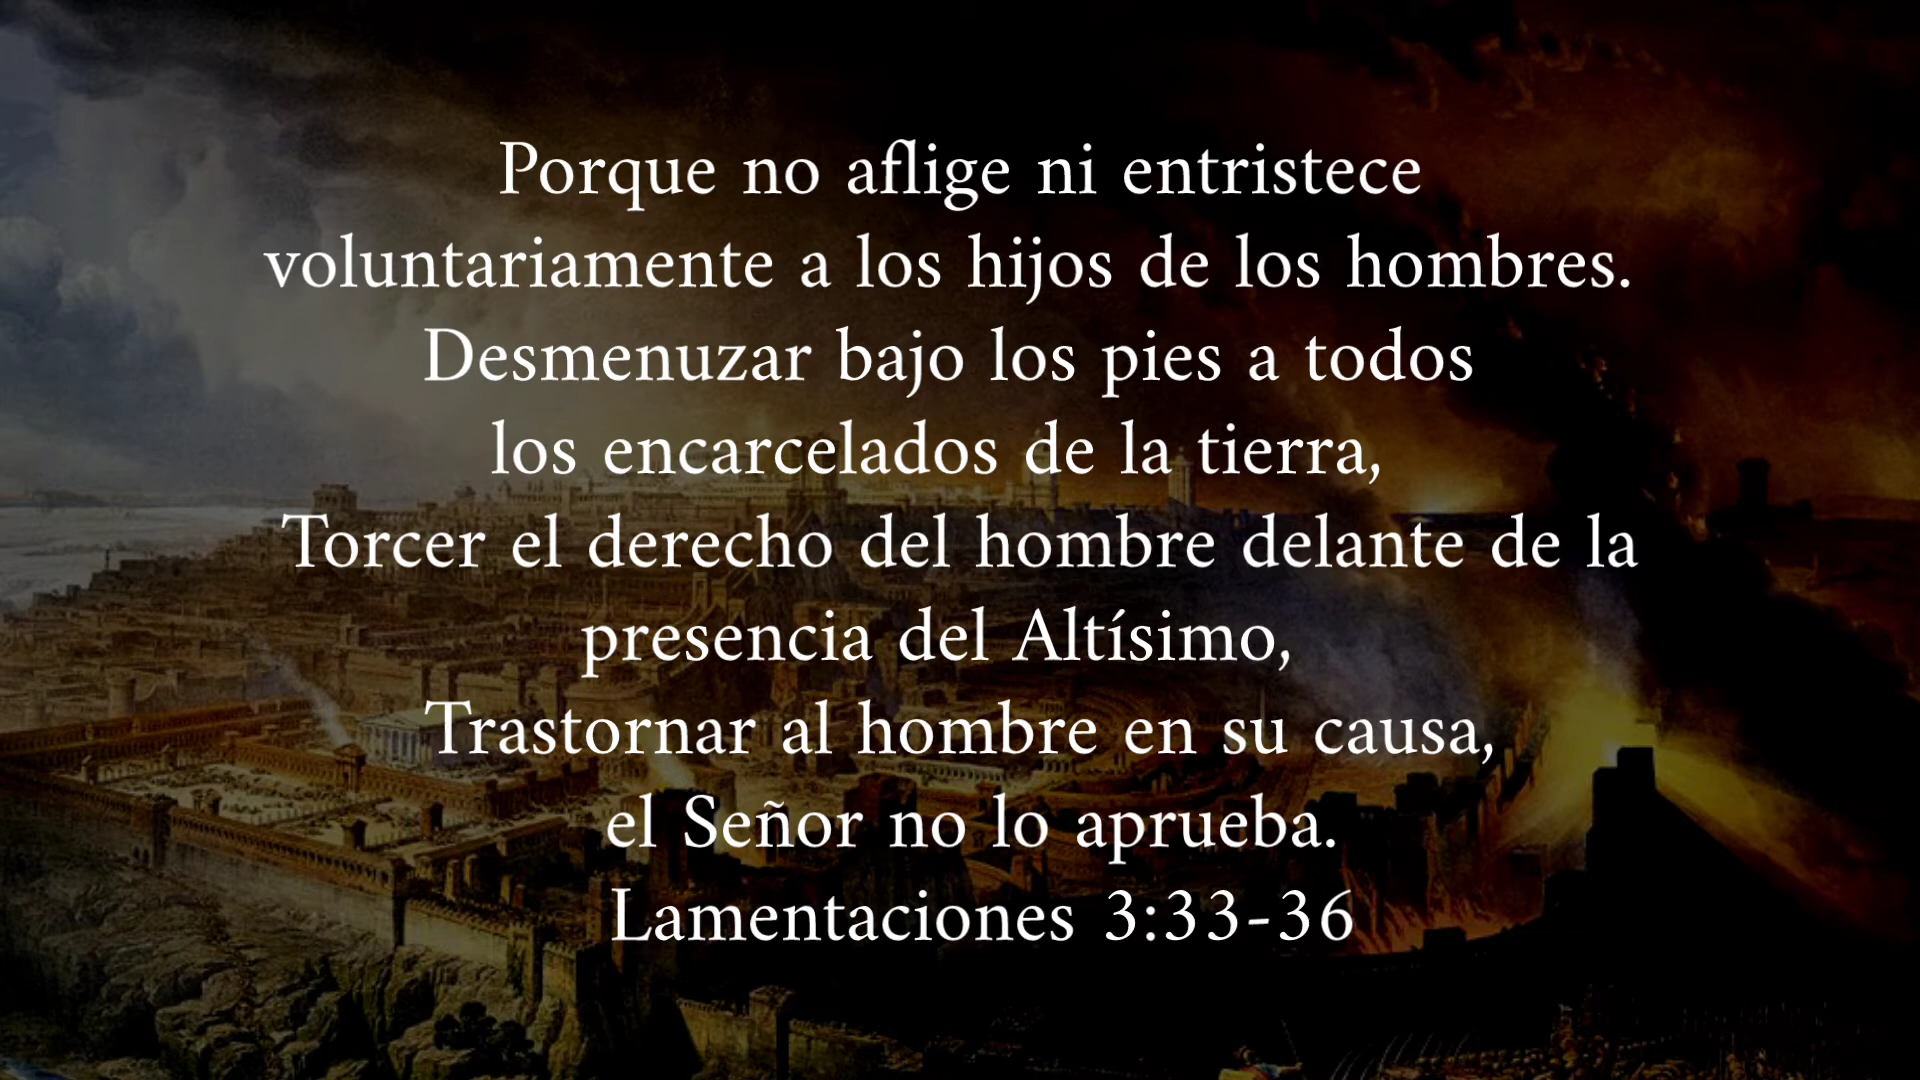 Porque no aflige ni entristece
voluntariamente a los hijos de los hombres.
Desmenuzar bajo los pies a todos
los encarcelados de la tierra,
Torcer el derecho del hombre delante de la
presencia del Altísimo,
Trastornar al hombre en su causa,
el Señor no lo aprueba.
Lamentaciones 3:33-36